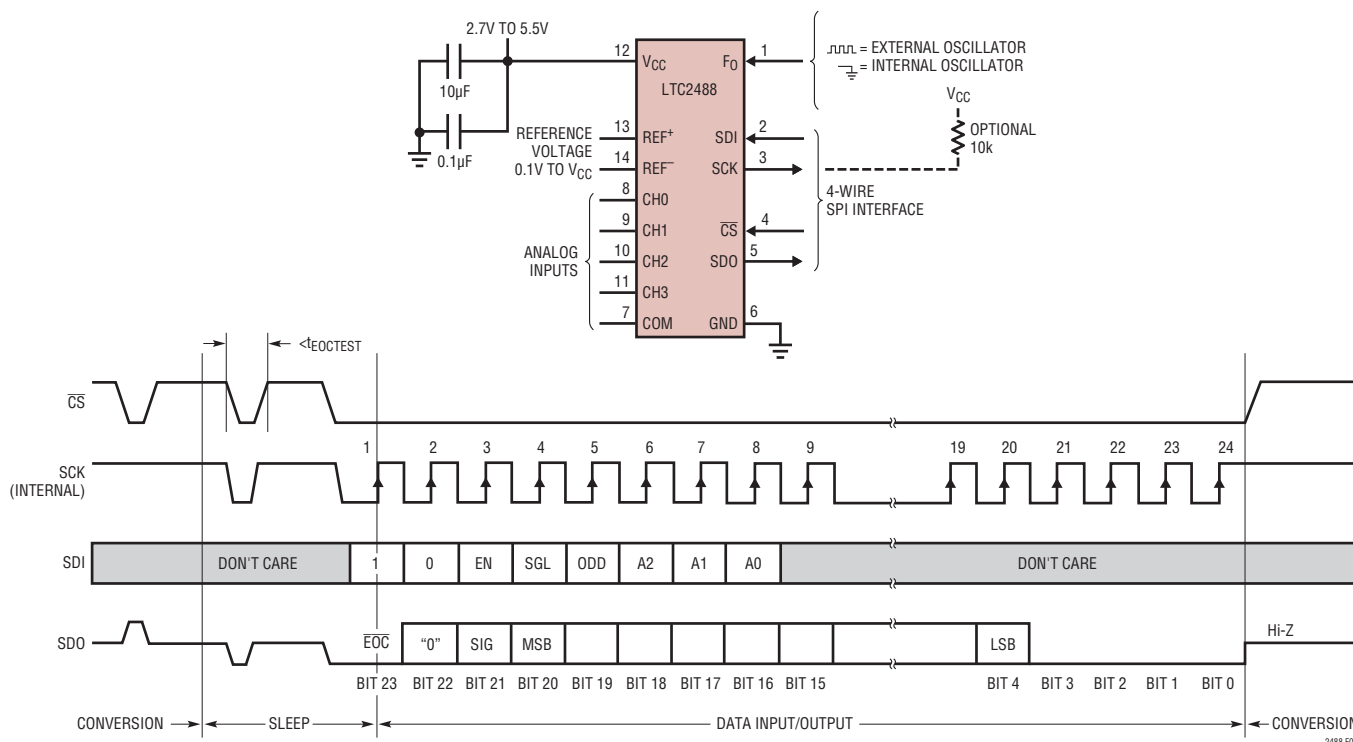 2.7V TO 5.5V
10µF
0.1µF
12
VCC
FO
1
LTC2488
= EXTERNAL OSCILLATOR
= INTERNAL OSCILLATOR
VCC
OPTIONAL
10k
REFERENCE
VOLTAGE
0.1V TO VCC
13
REF+
14
REF–
SDI
2
SCK
3
4-WIRE
SPI INTERFACE
ANALOG
INPUTS
8
CH0
9
CH1
10
CH2
11
CH3
7
COM
CS
4
SDO
5
GND
6
<tEOCTEST
CS
SCK
(INTERNAL)
1 2 3 4 5 6 7 8 9 19 20 21 22 23 24
SDI DON'T CARE 1 0 EN SGL ODD A2 A1 A0 DON'T CARE
SDO EOC "0" SIG MSB LSB Hi-Z
BIT 23 BIT 22 BIT 21 BIT 20 BIT 19 BIT 18 BIT 17 BIT 16 BIT 15 BIT 4 BIT 3 BIT 2 BIT 1 BIT 0
CONVERSION SLEEP DATA INPUT/OUTPUT CONVERSION